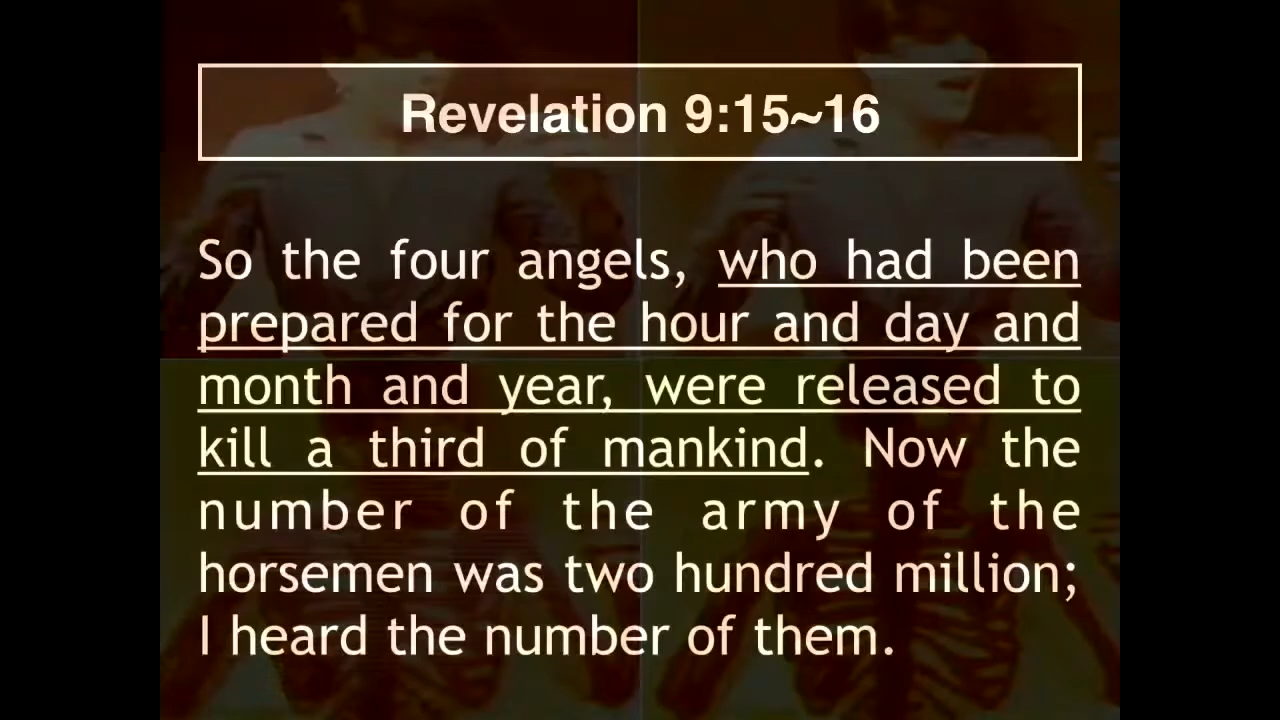 Revelation 9:15~16
So the four angels, who had been
prepared for the hour and day and
month and year, were released to
kill a third of mankind. Now the
number of the army of the
horsemen was two hundred million;
I heard the number of them.